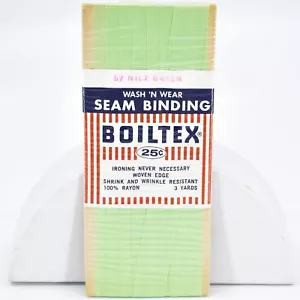 57 NILE GREEN
WASH 'N WEAR
SEAM BINDING
BOILTEX®
25¢
IRONING NEVER NECESSARY
WOVEN EDGE
SHRINK AND WRINKLE RESISTANT
100% RAYON 3 YARDS